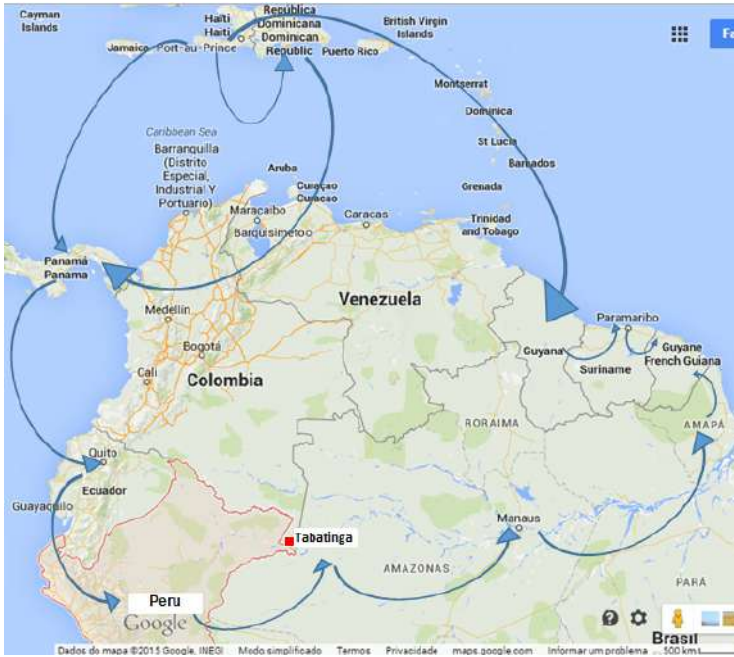 Cayman
Islands
Haïti
Haiti
República
Dominicana
Dominican
Republic
British Virgin
Islands
Jamaico
Port-au-Prince
Puerto Rico
Montserrat
Dominica
St Lucia
Barbados
Caribbean Sea
Barranquilla
(Distrito
Especial,
Industrial Y
Portuario)
Aruba
Curaçao
Curacao
Grenada
Maracaibo
Caracas
Trinidad
and Tobago
Barquisimeto
Panamá
Panama
Venezuela
Paramaribo
Medellín
Guyana
Guyane
French Guiana
Suriname
Bogotá
Cali
Colombia
RORAIMA
AMAPÁ
Quito
Ecuador
Guayaquil
Manaus
Tabatinga
AMAZONAS
PARÁ
Peru
Google
Brasil
Dados do mapa ©2015 Google, INEGI Modo simplificado Termos Privacidade maps.google.com Informar um problema 500 km